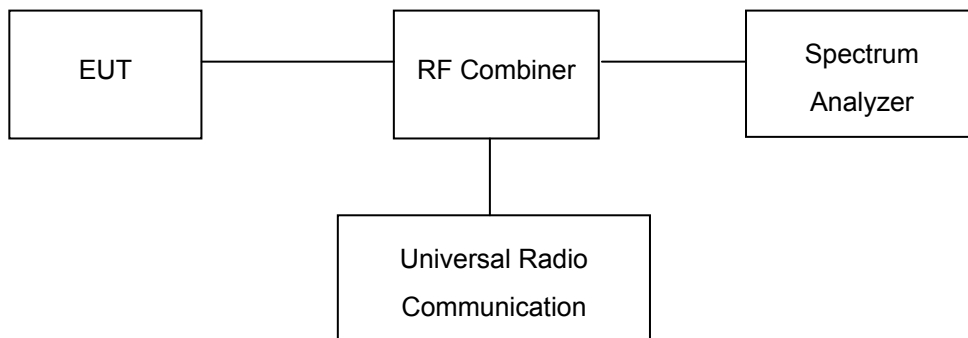 EUT
RF Combiner
Spectrum
Analyzer
Universal Radio
Communication